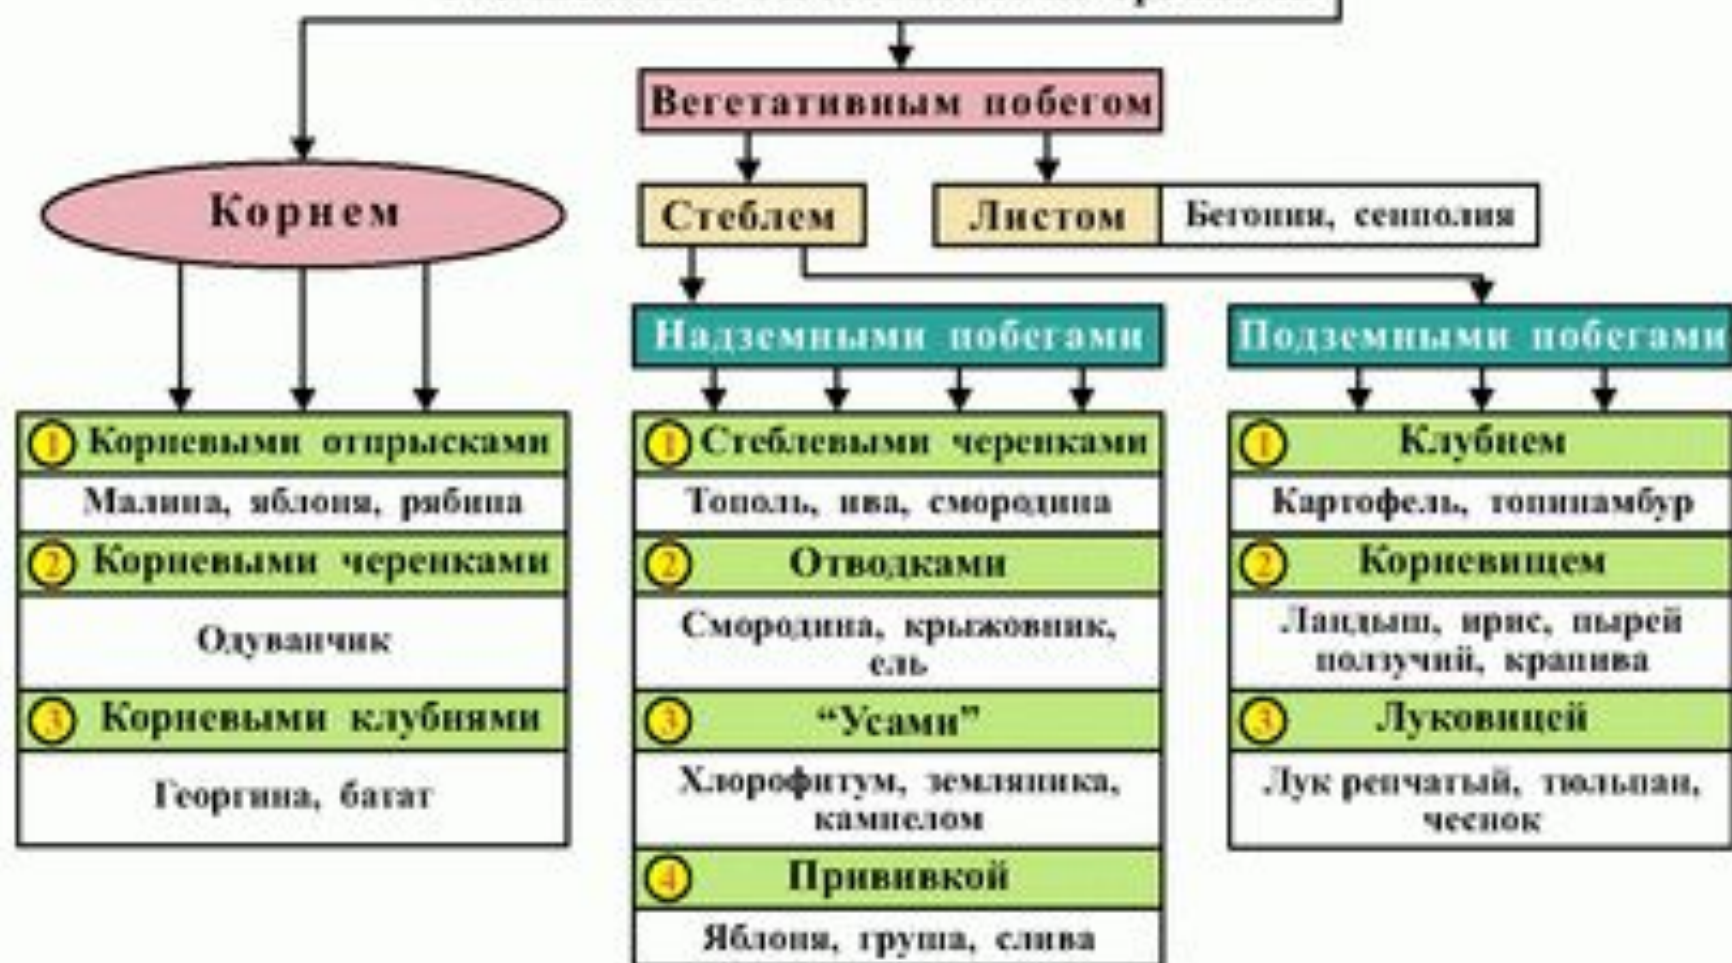 Вегетативным побегом
Корнем
Стеблем
Листом
Бегония, сенполия
Надземными побегами
Подземными побегами
1 Корневыми отпрысками
Малина, яблоня, рябина
2 Корневыми черенками
Одуванчик
3 Корневыми клубнями
Георгина, батат
1 Стеблевыми черенками
Тополь, ива, смородина
2 Отводками
Смородина, крыжовник,
ель
3 “Усами”
Хлорофитум, земляника,
кампелом
4 Прививкой
Яблоня, груша, слива
1 Клубнем
Картофель, топинамбур
2 Корневищем
Ландыш, ирис, пырей
ползучий, крапива
3 Луковицей
Лук репчатый, тюльпан,
чеснок